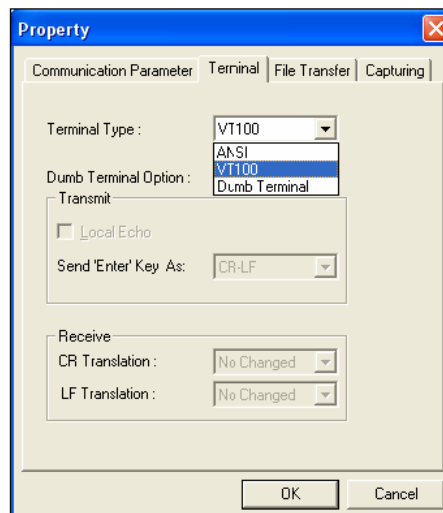 Property
Communication Parameter Terminal File Transfer Capturing
Terminal Type : VT100
ANSI
VT100
Dumb Terminal
Dumb Terminal Option :
Transmit
Local Echo
Send 'Enter' Key As: CR-LF
Receive
CR Translation : No Changed
LF Translation : No Changed
OK Cancel